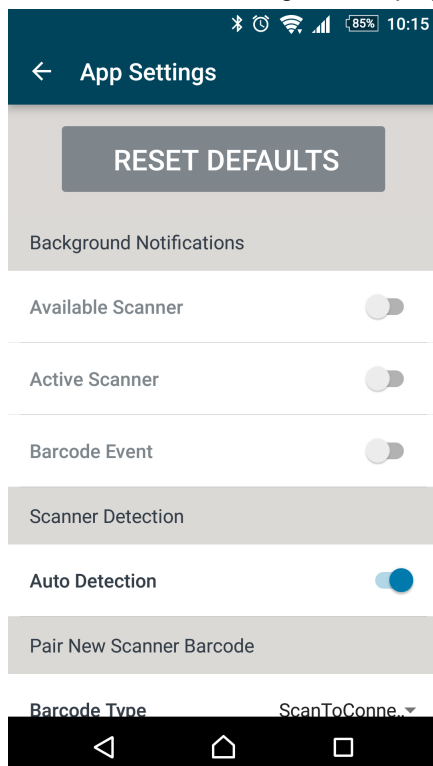 85% 10:15
App Settings
RESET DEFAULTS
Background Notifications
Available Scanner
Active Scanner
Barcode Event
Scanner Detection
Auto Detection
Pair New Scanner Barcode
Barcode Type ScanToConne..